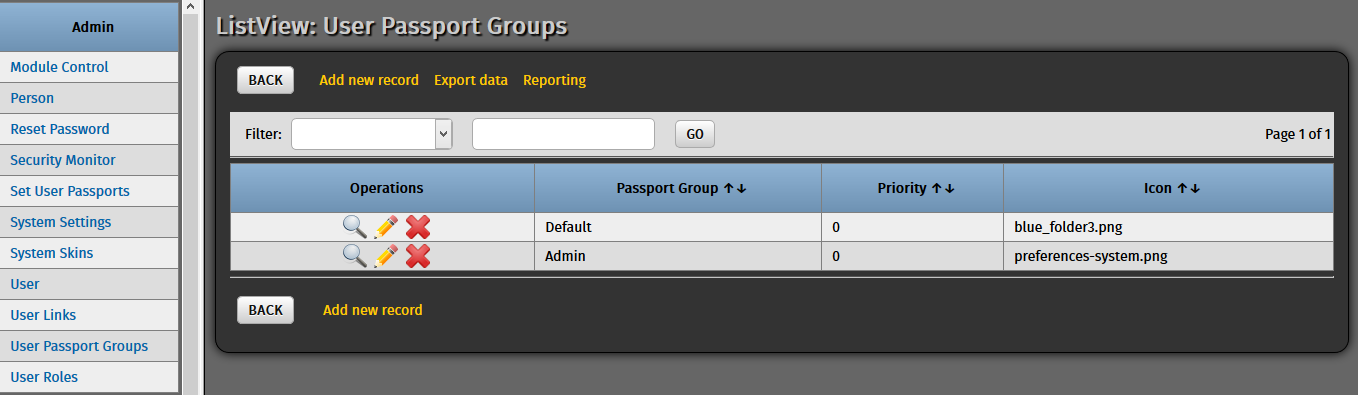 Admin
Module Control
Person
Reset Password
Security Monitor
Set User Passports
System Settings
System Skins
User
User Links
User Passport Groups
User Roles
ListView: User Passport Groups
BACK Add new record Export data Reporting
Filter: GO Page 1 of 1
Operations Passport Group ↑↓ Priority ↑↓ Icon ↑↓
Default 0 blue_folder3.png
Admin 0 preferences-system.png
BACK Add new record